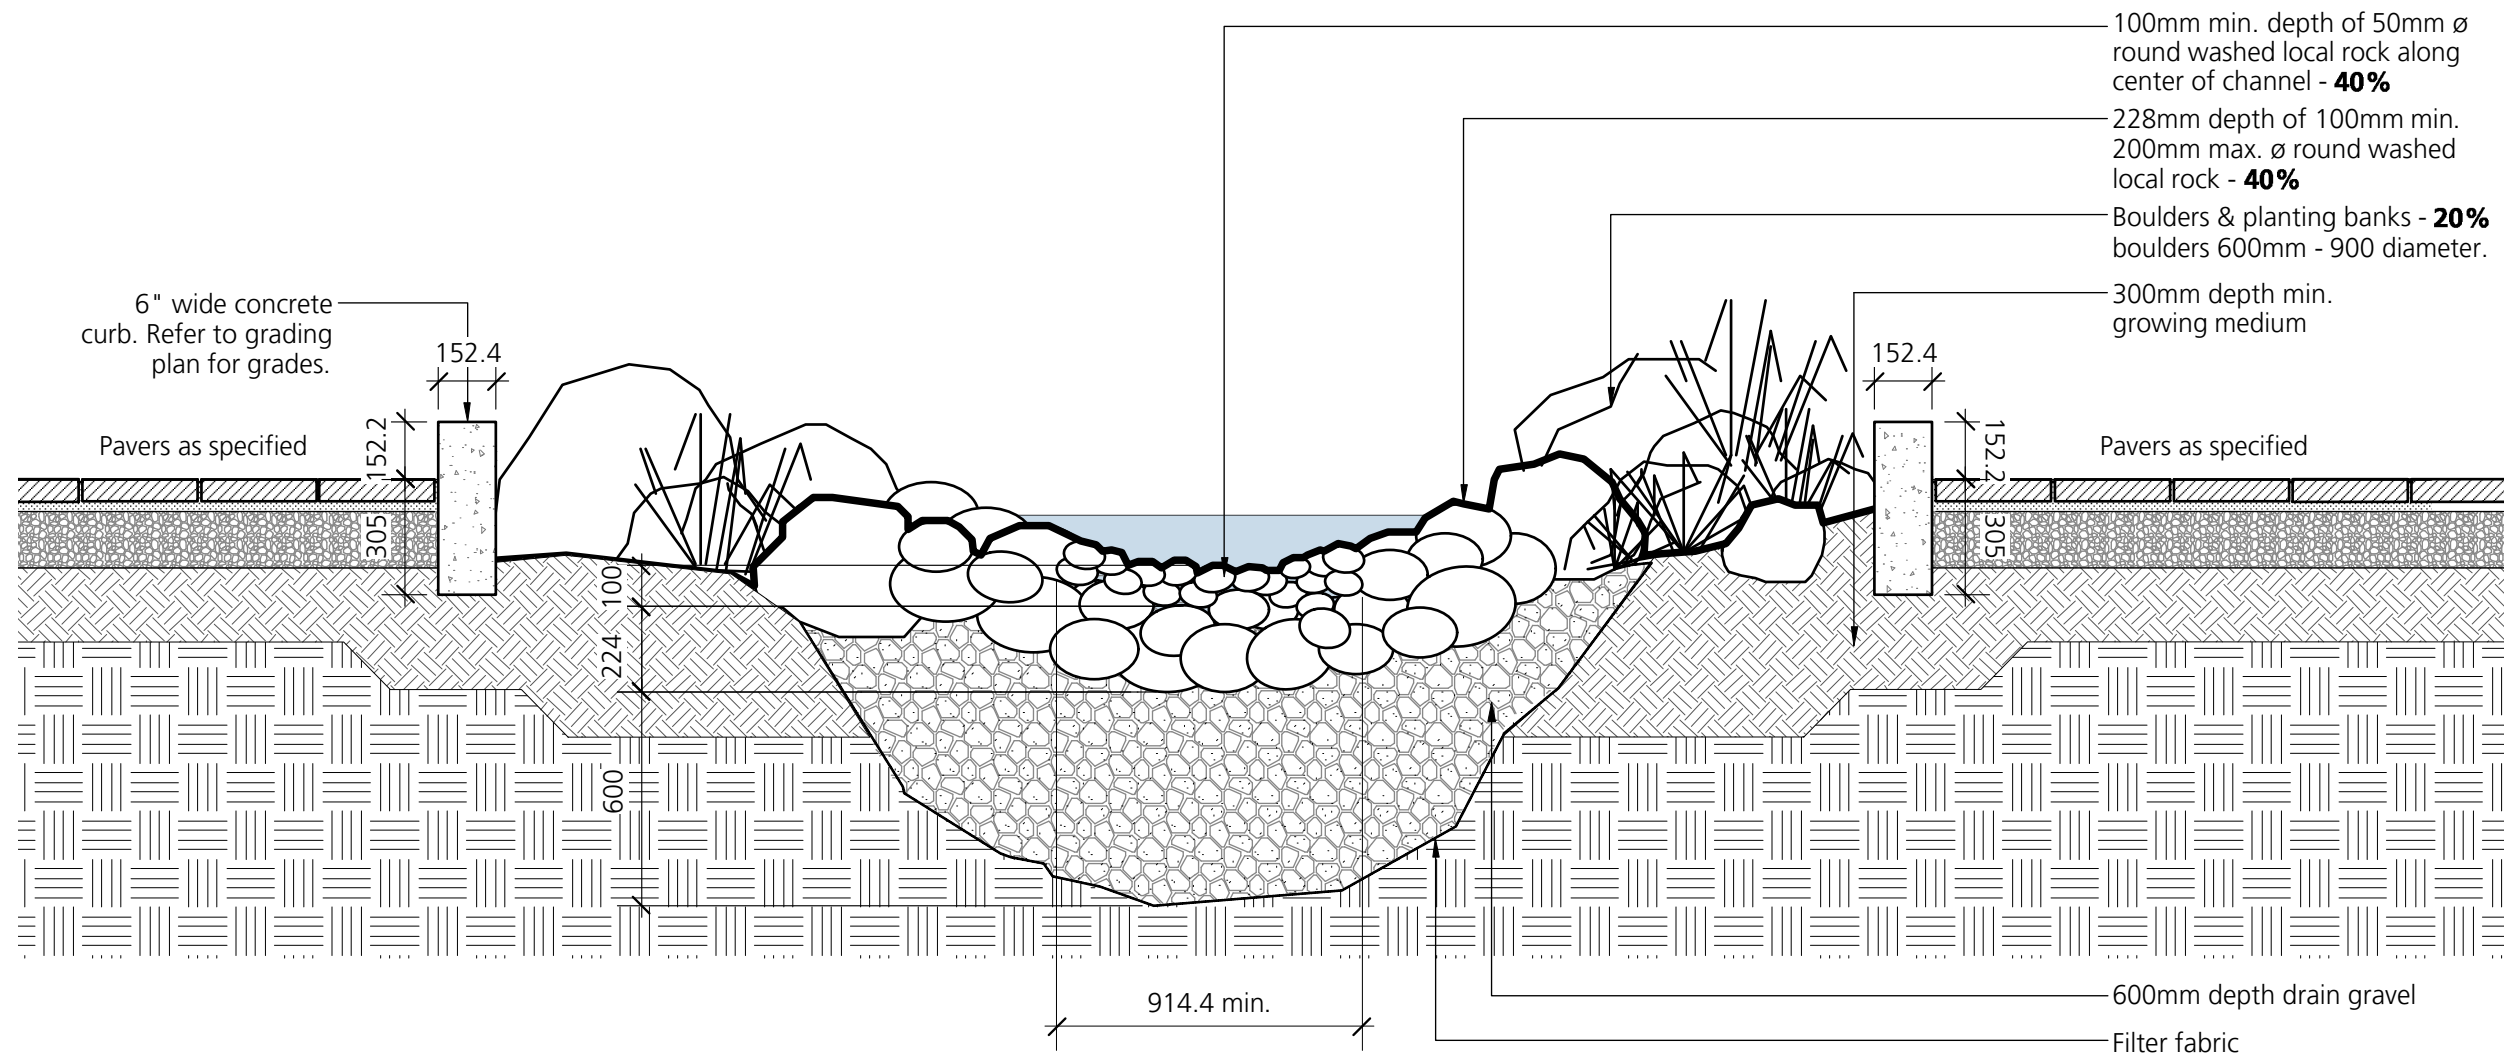 100mm min. depth of 50mm ø
round washed local rock along
center of channel - 40%
228mm depth of 100mm min.
200mm max. ø round washed
local rock - 40%
Boulders & planting banks - 20%
boulders 600mm - 900 diameter.
300mm depth min.
growing medium
6" wide concrete
curb. Refer to grading
plan for grades.
152.4
152.4
Pavers as specified
152.2
305
152.2
305
Pavers as specified
100
224
600
914.4 min.
600mm depth drain gravel
Filter fabric